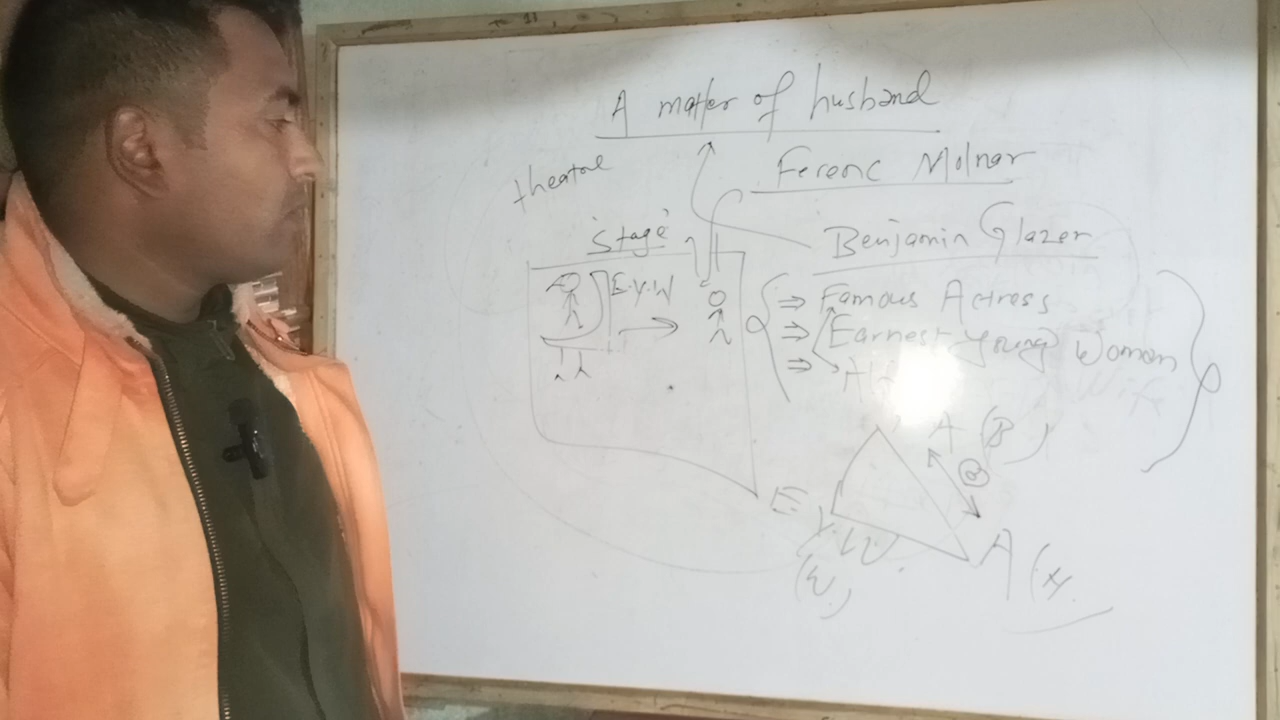 A matter of husband
theatre
Ferenc Molnar
'Stage'
Benjamin Glazer
E.Y.W
⇒ Famous Actress
⇒ Earnest Young Woman
⇒
A (B )
E.
Y.W
A (H.